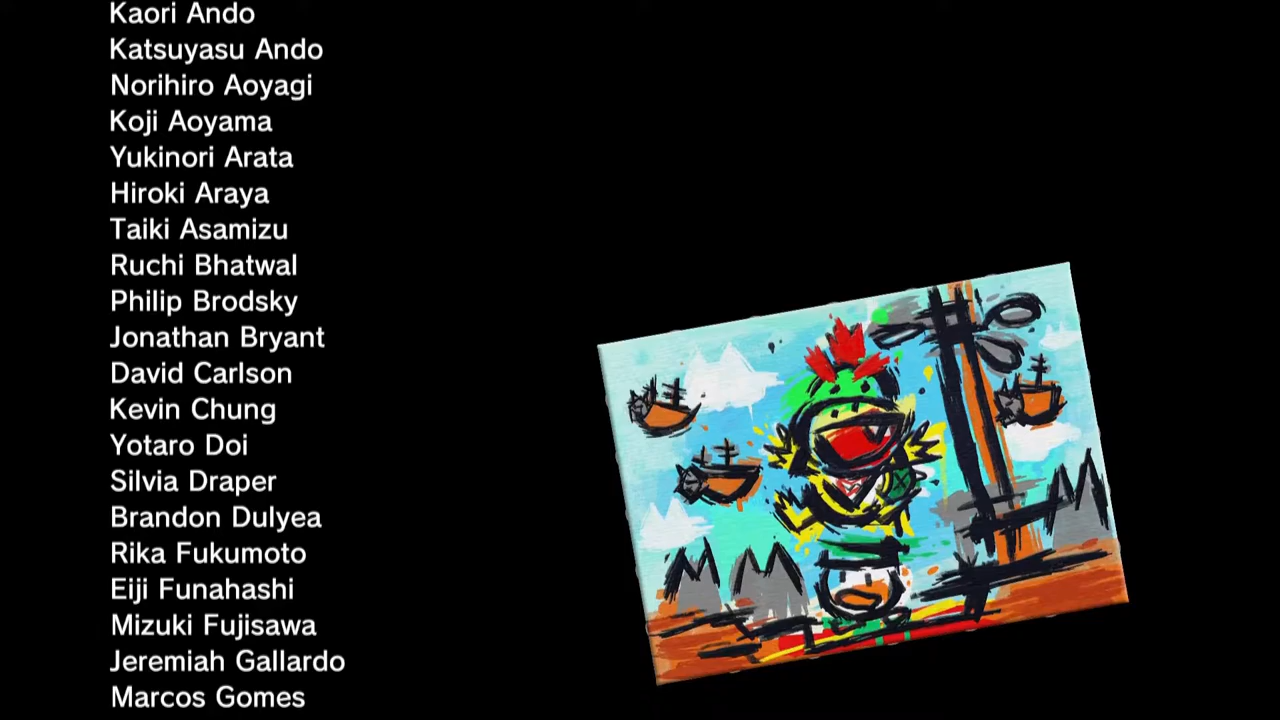 Kaori Ando
Katsuyasu Ando
Norihiro Aoyagi
Koji Aoyama
Yukinori Arata
Hiroki Araya
Taiki Asamizu
Ruchi Bhatwal
Philip Brodsky
Jonathan Bryant
David Carlson
Kevin Chung
Yotaro Doi
Silvia Draper
Brandon Dulyea
Rika Fukumoto
Eiji Funahashi
Mizuki Fujisawa
Jeremiah Gallardo
Marcos Gomes